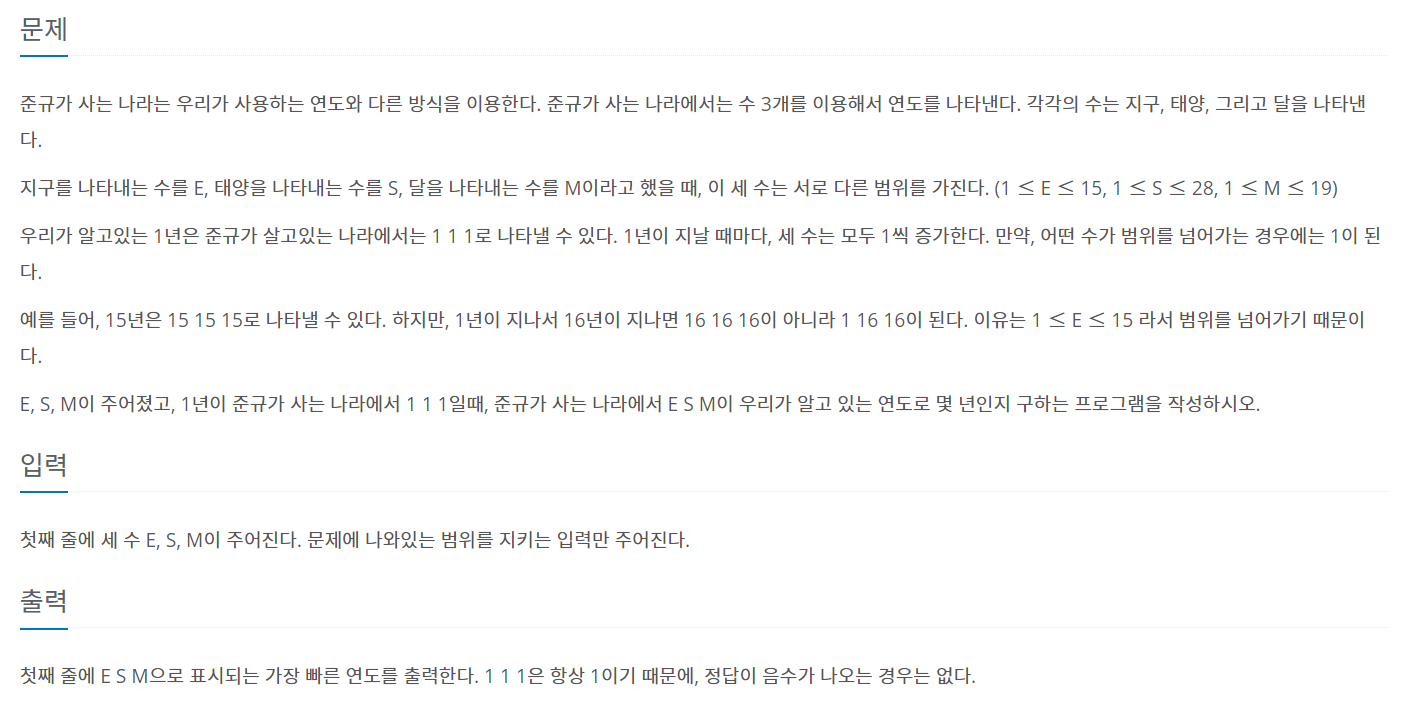 문제
준규가 사는 나라는 우리가 사용하는 연도와 다른 방식을 이용한다. 준규가 사는 나라에서는 수 3개를 이용해서 연도를 나타낸다. 각각의 수는 지구, 태양, 그리고 달을 나타낸
다.
지구를 나타내는 수를 E, 태양을 나타내는 수를 S, 달을 나타내는 수를 M이라고 했을 때, 이 세 수는 서로 다른 범위를 가진다. (1 ≤ E ≤ 15, 1 ≤ S ≤ 28, 1 ≤ M ≤ 19)
우리가 알고있는 1년은 준규가 살고있는 나라에서는 1 1 1로 나타낼 수 있다. 1년이 지날 때마다, 세 수는 모두 1씩 증가한다. 만약, 어떤 수가 범위를 넘어가는 경우에는 1이 된
다.
예를 들어, 15년은 15 15 15로 나타낼 수 있다. 하지만, 1년이 지나서 16년이 지나면 16 16 16이 아니라 1 16 16이 된다. 이유는 1 ≤ E ≤ 15 라서 범위를 넘어가기 때문이
다.
E, S, M이 주어졌고, 1년이 준규가 사는 나라에서 1 1 1일때, 준규가 사는 나라에서 E S M이 우리가 알고 있는 연도로 몇 년인지 구하는 프로그램을 작성하시오.
입력
첫째 줄에 세 수 E, S, M이 주어진다. 문제에 나와있는 범위를 지키는 입력만 주어진다.
출력
첫째 줄에 E S M으로 표시되는 가장 빠른 연도를 출력한다. 1 1 1은 항상 1이기 때문에, 정답이 음수가 나오는 경우는 없다.